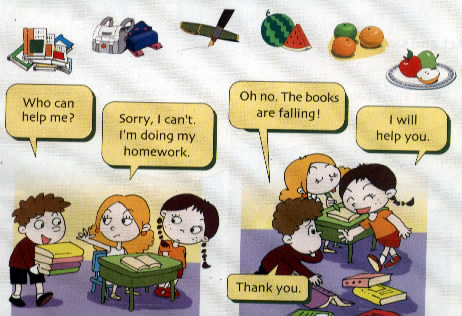 Who can
help me?
Sorry, I can't.
I'm doing my
homework.
Oh no. The books
are falling!
I will
help you.
Thank you.